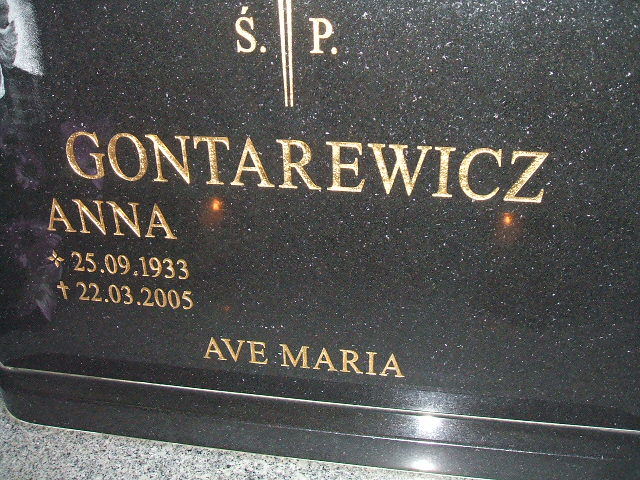 Ś. P.
GONTAREWICZ
ANNA
25.09.1933
22.03.2005
AVE MARIA